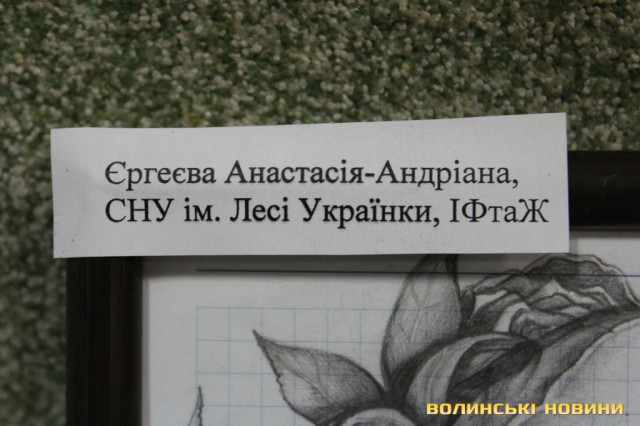 Єргеєва Анастасія-Андріана,
СНУ ім. Лесі Українки, ІФтаЖ
ВОЛИНСЬКІ НОВИНИ